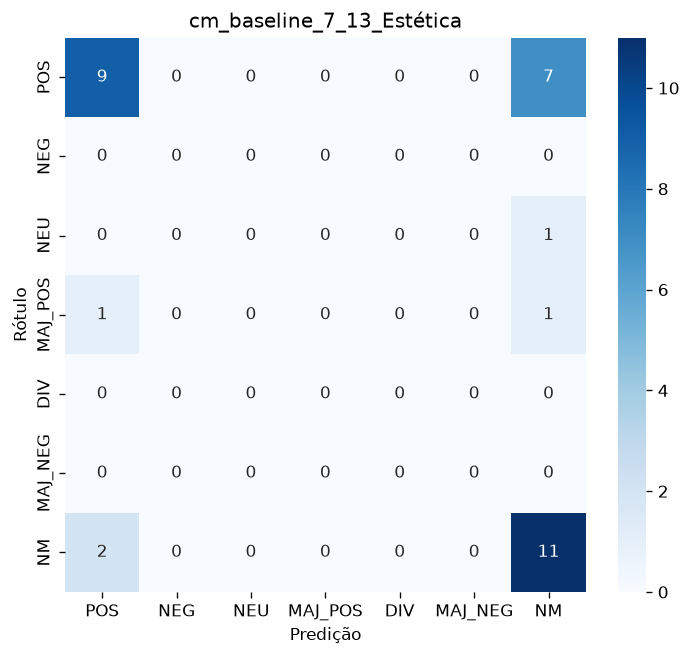 cm_baseline_7_13_Estética
POS 9 0 0 0 0 0 7
NEG 0 0 0 0 0 0 0
NEU 0 0 0 0 0 0 1
MAJ_POS 1 0 0 0 0 0 1
DIV 0 0 0 0 0 0 0
MAJ_NEG 0 0 0 0 0 0 0
NM 2 0 0 0 0 0 11
Rótulo
POS NEG NEU MAJ_POS DIV MAJ_NEG NM
Predição
10
8
6
4
2
0